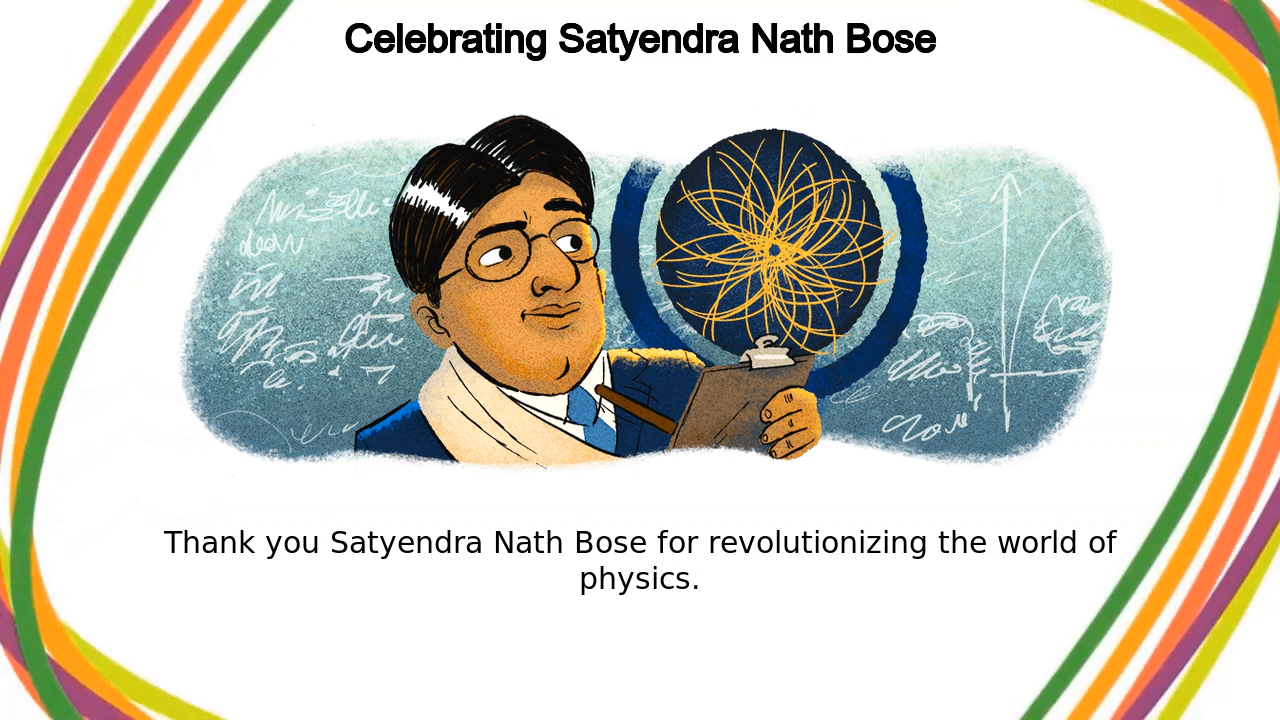 Celebrating Satyendra Nath Bose
Thank you Satyendra Nath Bose for revolutionizing the world of
physics.